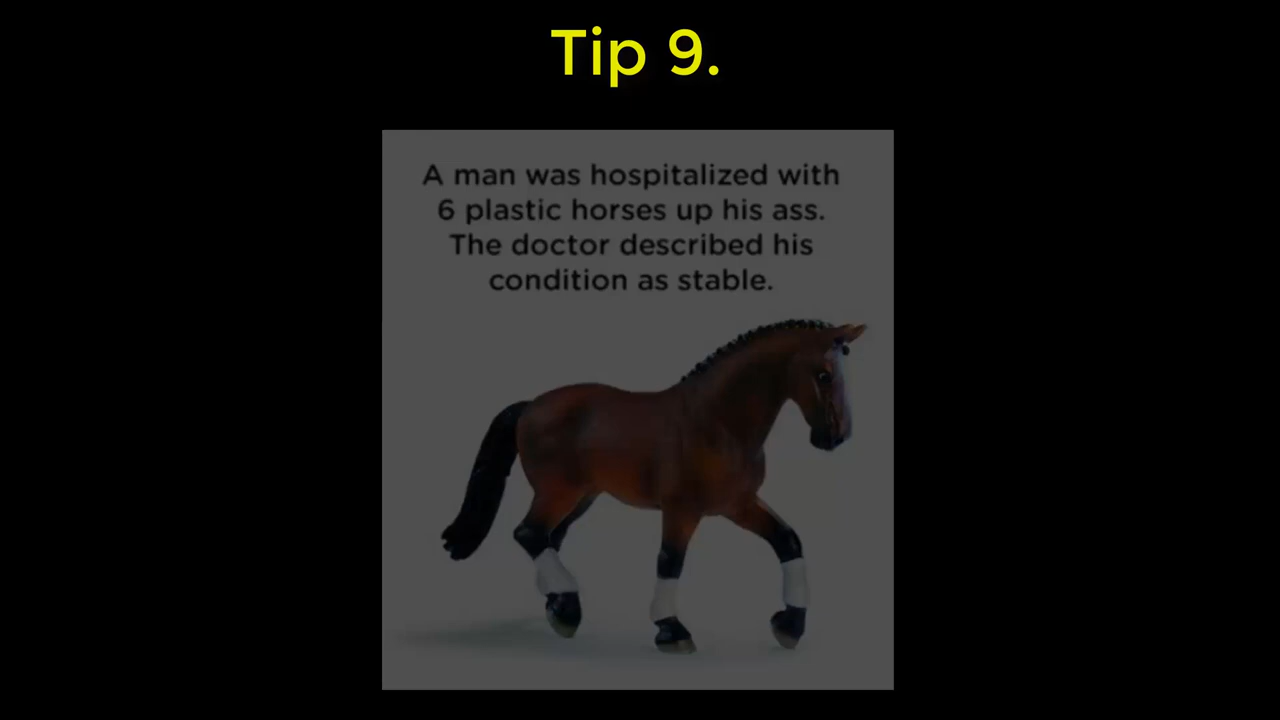 Tip 9.
A man was hospitalized with
6 plastic horses up his ass.
The doctor described his
condition as stable.